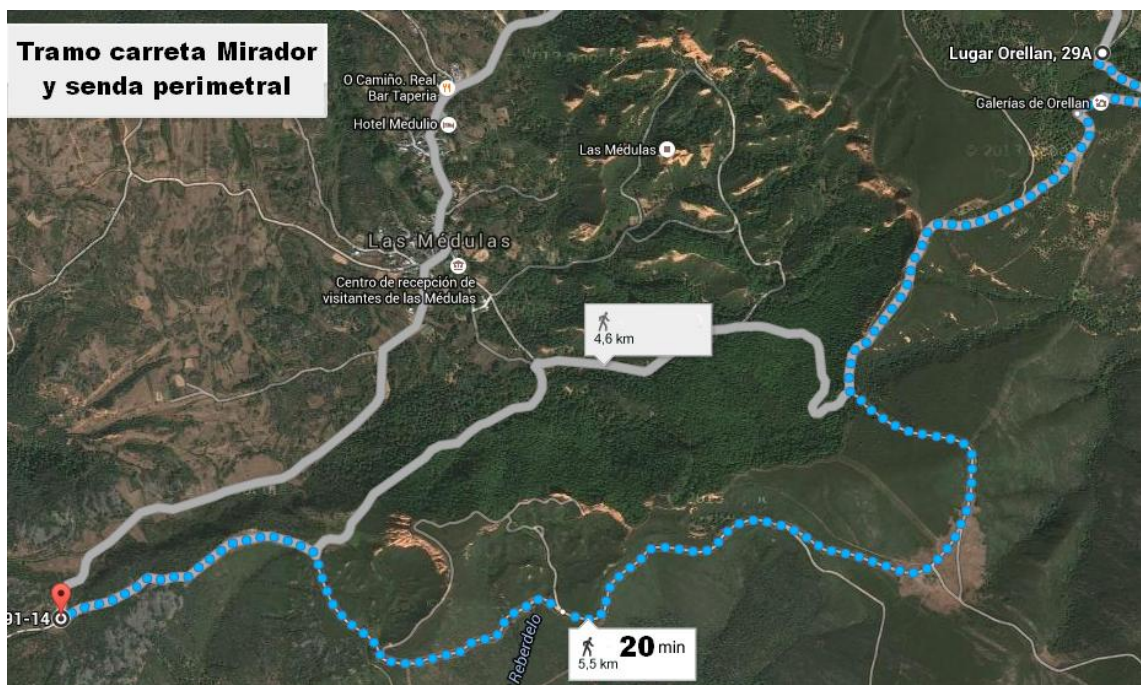 Tramo carreta Mirador
y senda perimetral
Lugar Orellan, 29A
O Camiño. Real
Bar Tapería
Galerías de Orellan
Hotel Medulio
Las Médulas
Las Médulas
Centro de recepción de
visitantes de las Médulas
4,6 km
91-14
Reberdelo
20 min
5,5 km